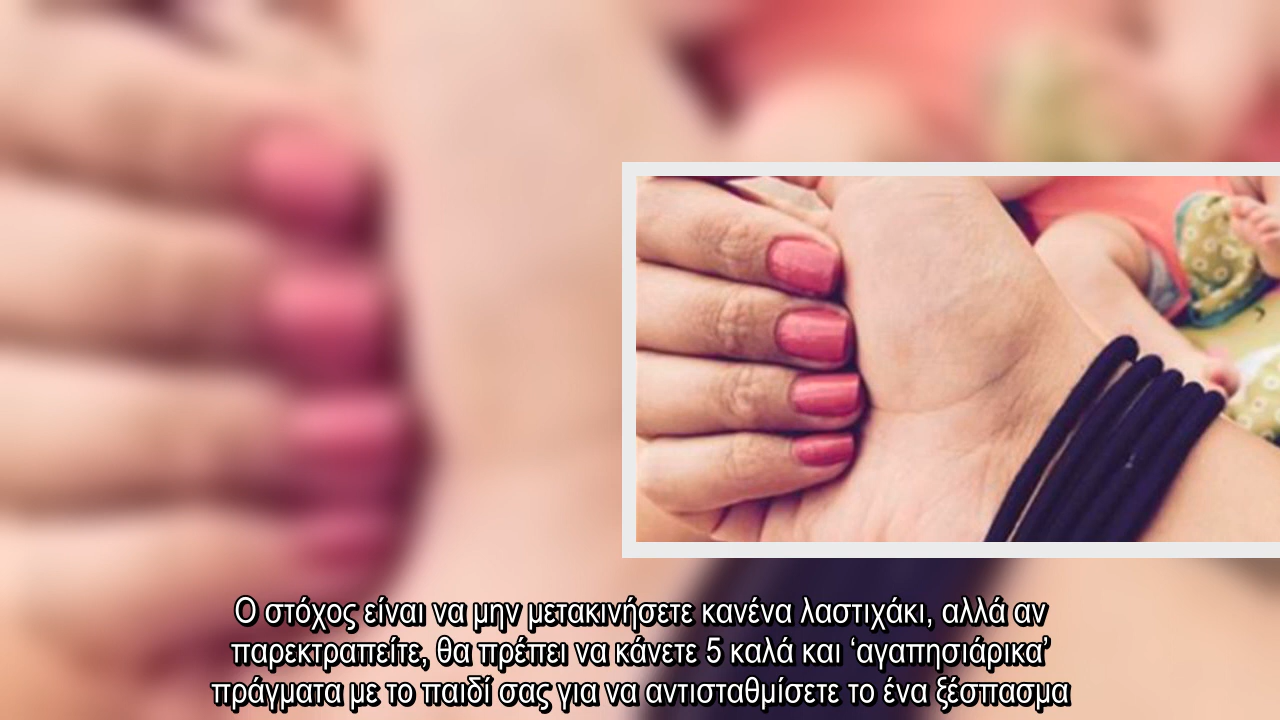 Ο στόχος είναι να μην μετακινήσετε κανένα λαστιχάκι, αλλά αν
παρεκτραπείτε, θα πρέπει να κάνετε 5 καλά και ‘αγαπησιάρικα’
πράγματα με το παιδί σας για να αντισταθμίσετε το ένα ξέσπασμα